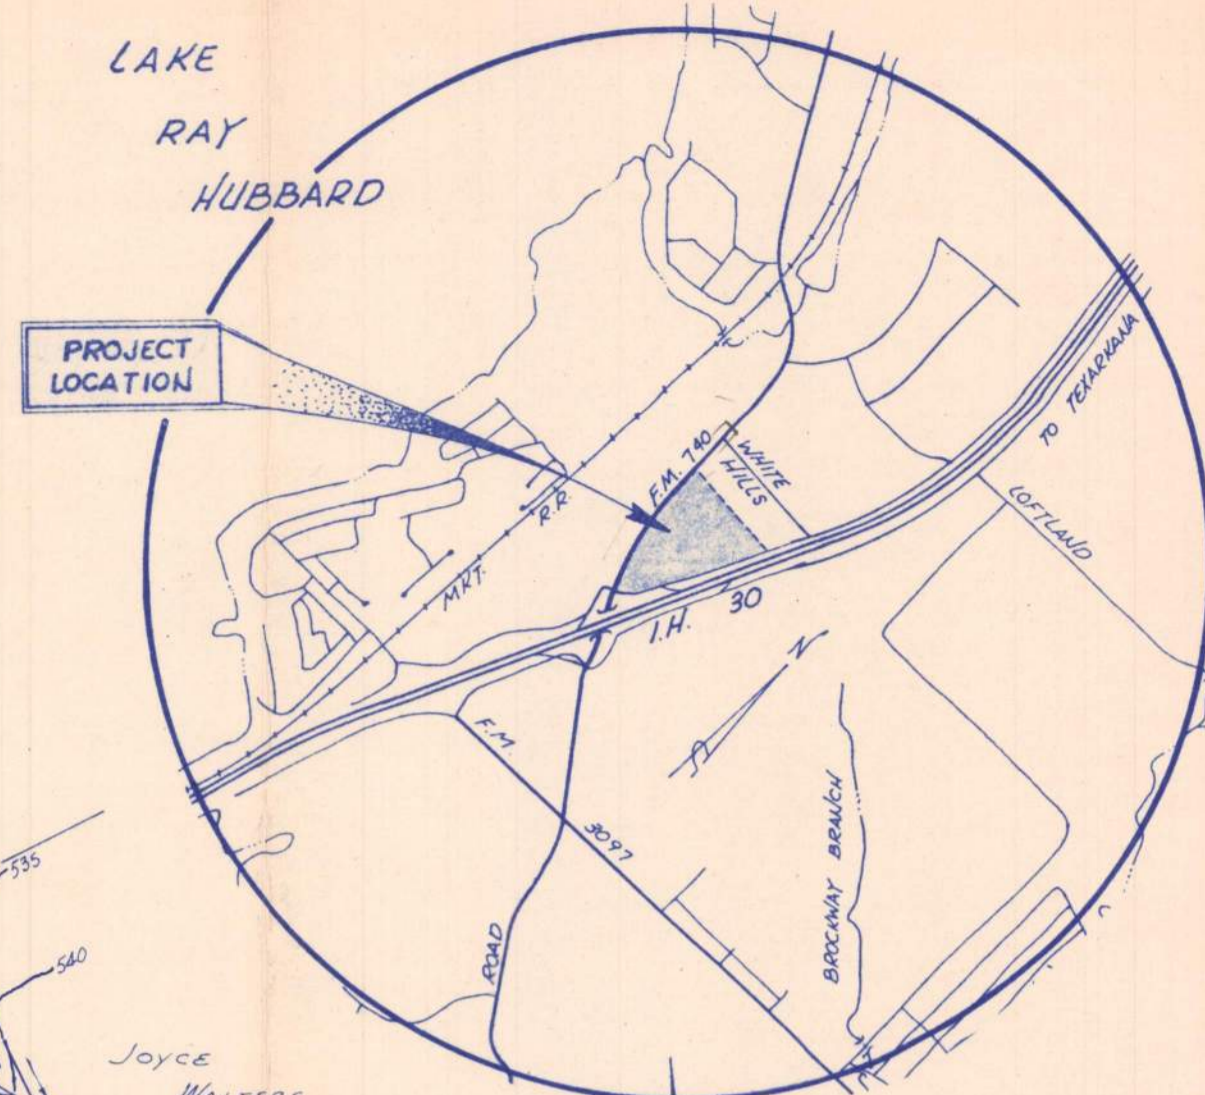 LAKE
RAY
HUBBARD
PROJECT
LOCATION
TO TEXARKANA
F.M. 740
WHITE
HILLS
LOFTLAND
R.R.
MKT.
I.H. 30
N
F.M.
3097
BROCKWAY BRANCH
ROAD
535
540
JOYCE
WALTERS